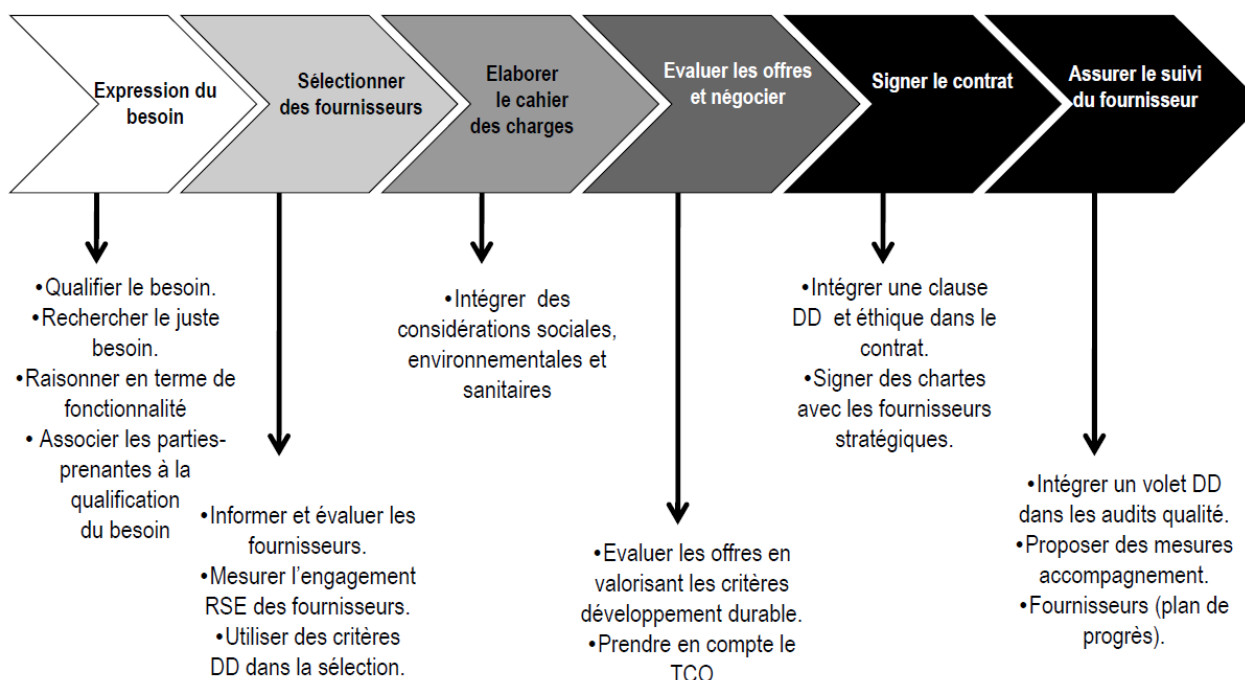 Expression du
besoin
Sélectionner
des fournisseurs
Elaborer
le cahier
des charges
Evaluer les offres
et négocier
Signer le contrat
Assurer le suivi
du fournisseur
•Qualifier le besoin.
•Rechercher le juste
besoin.
•Raisonner en terme de
fonctionnalité
• Associer les parties-
prenantes à la
qualification
du besoin
•Informer et évaluer les
fournisseurs.
•Mesurer l’engagement
RSE des fournisseurs.
•Utiliser des critères
DD dans la sélection.
•Intégrer des
considérations sociales,
environnementales et
sanitaires
•Evaluer les offres en
valorisant les critères
développement durable.
•Prendre en compte le
TCO
•Intégrer une clause
DD et éthique dans le
contrat.
•Signer des chartes
avec les fournisseurs
stratégiques.
•Intégrer un volet DD
dans les audits qualité.
•Proposer des mesures
accompagnement.
•Fournisseurs (plan de
progrès).